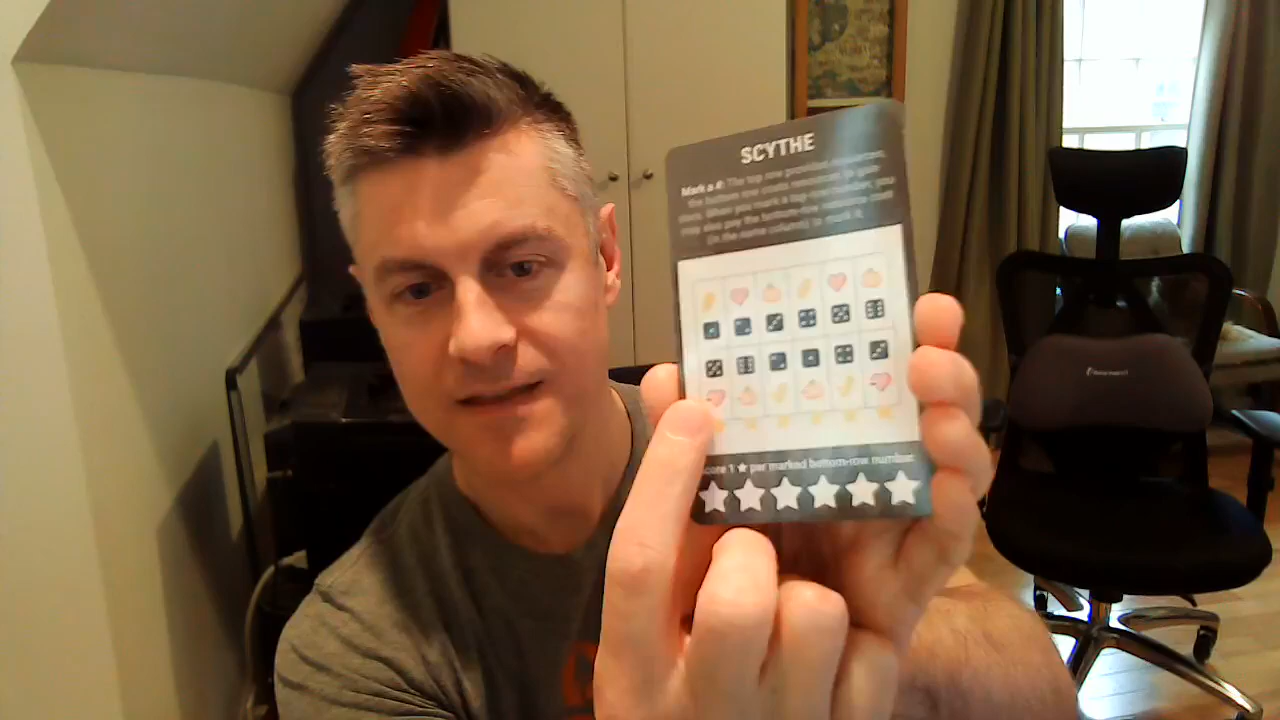 SCYTHE
Mark a 4: The top row provides resources;
the bottom row costs resources to gain
stars. When you mark a top-row number, you
may also pay the bottom-row resource cost
(in the same column) to mark it.
core 1 ★ per marked bottom-row number